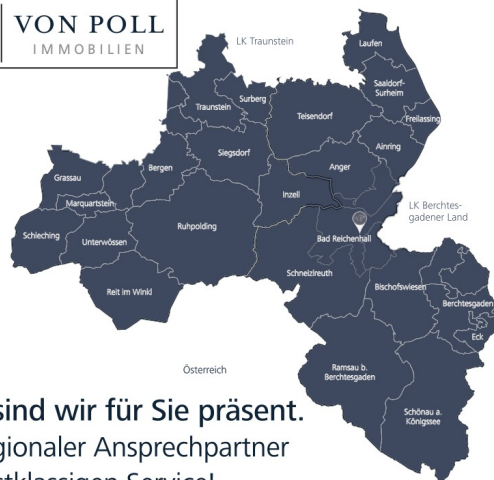 VON POLL
IMMOBILIEN
LK Traunstein
Laufen
Saaldorf-
Surheim
Surberg
Traunstein
Teisendorf
Freilassing
Ainring
Siegsdorf
Anger
Bergen
Grassau
Inzell
Marquartstein
LK Berchtes-
gadener Land
Ruhpolding
Schleching
Unterwössen
Bad Reichenhall
Schneizlreuth
Bischofswiesen
Reit im Winkl
Berchtesgaden
Eck
Österreich
Ramsau b.
Berchtesgaden
Schönau a.
Königssee
sind wir für Sie präsent.
gionaler Ansprechpartner
stklassigen Service!